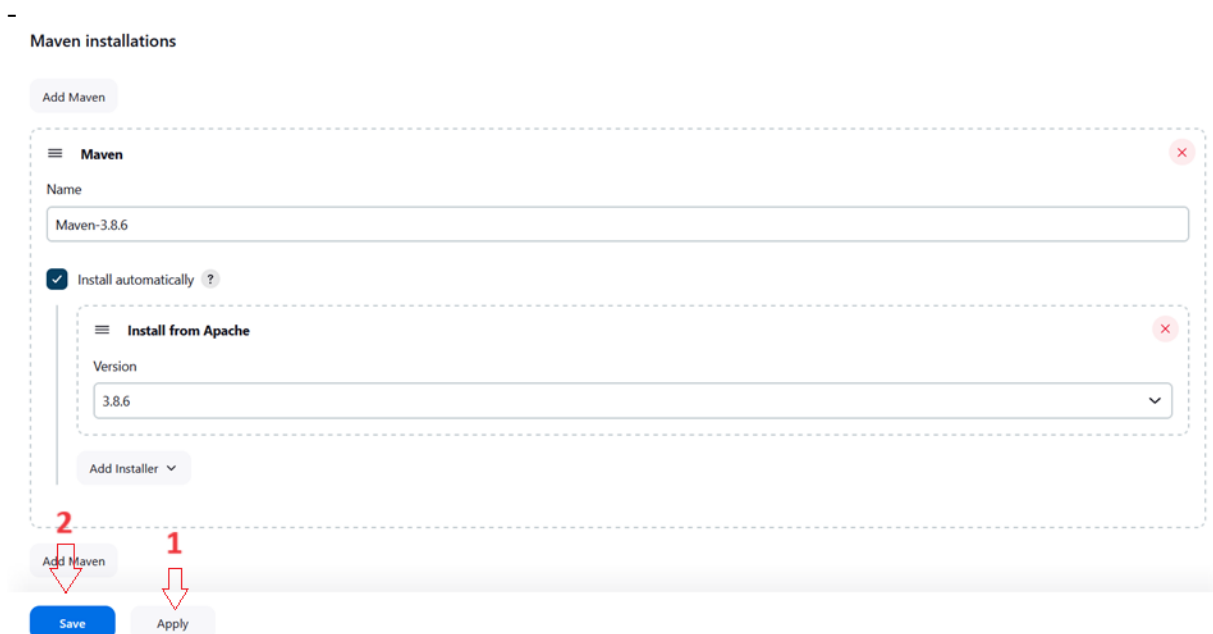 -
Maven installations
Add Maven
Maven
Name
Maven-3.8.6
Install automatically ?
Install from Apache
Version
3.8.6
Add Installer
2
1
Add Maven
Save Apply